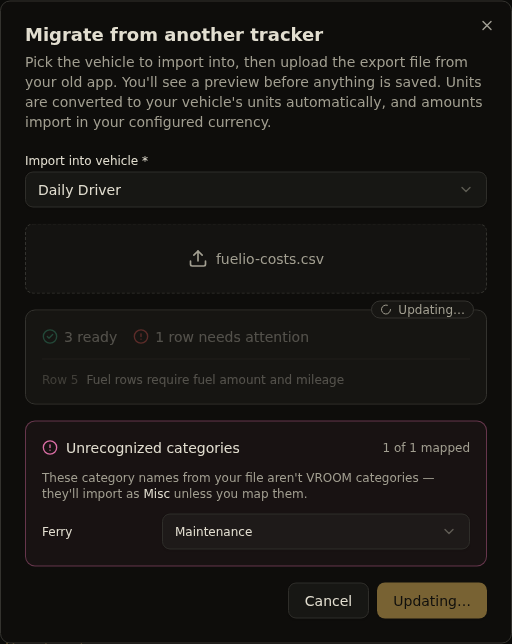 Migrate from another tracker
Pick the vehicle to import into, then upload the export file from
your old app. You'll see a preview before anything is saved. Units
are converted to your vehicle's units automatically, and amounts
import in your configured currency.
Import into vehicle *
Daily Driver
fuelio-costs.csv
Updating…
3 ready 1 row needs attention
Row 5 Fuel rows require fuel amount and mileage
Unrecognized categories 1 of 1 mapped
These category names from your file aren't VROOM categories —
they'll import as Misc unless you map them.
Ferry Maintenance
Cancel Updating…